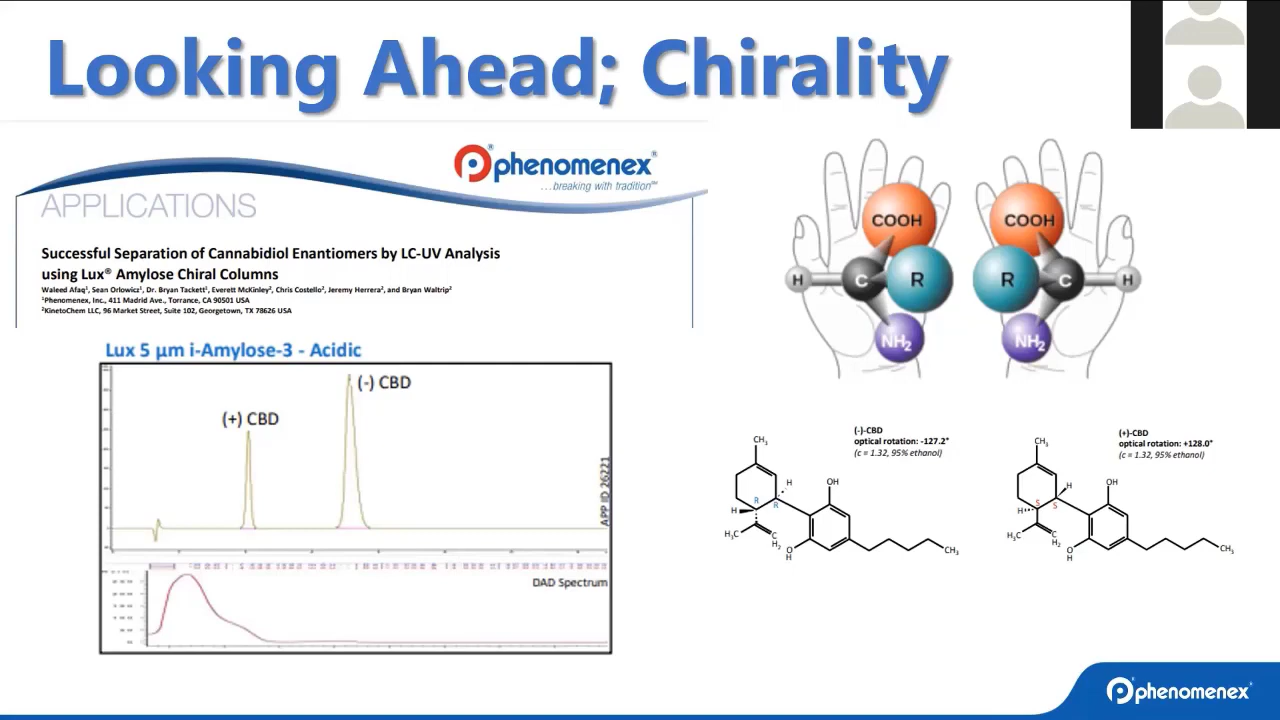 Looking Ahead; Chirality
phenomenex®
...breaking with tradition™
APPLICATIONS
Successful Separation of Cannabidiol Enantiomers by LC-UV Analysis
using Lux® Amylose Chiral Columns
Waleed Afaq¹, Sean Orlowicz¹, Dr. Bryan Tackett¹, Everett McKinley², Chris Costello², Jeremy Herrera², and Bryan Waltrip²
¹Phenomenex, Inc., 411 Madrid Ave., Torrance, CA 90501 USA
²KinetoChem LLC, 96 Market Street, Suite 102, Georgetown, TX 78626 USA
Lux 5 µm i-Amylose-3 - Acidic
(+) CBD
(-) CBD
APP ID 26221
DAD Spectrum
COOH
H
C
R
NH₂
COOH
R
C
H
NH₂
(-)-CBD
optical rotation: -127.2°
(c = 1.32, 95% ethanol)
CH₃
H
OH
R
R
H
H₃C
C
H₂
O
H
CH₃
(+)-CBD
optical rotation: +128.0°
(c = 1.32, 95% ethanol)
CH₃
H
OH
S
S
H
H₃C
C
H₂
O
H
CH₃
phenomenex®